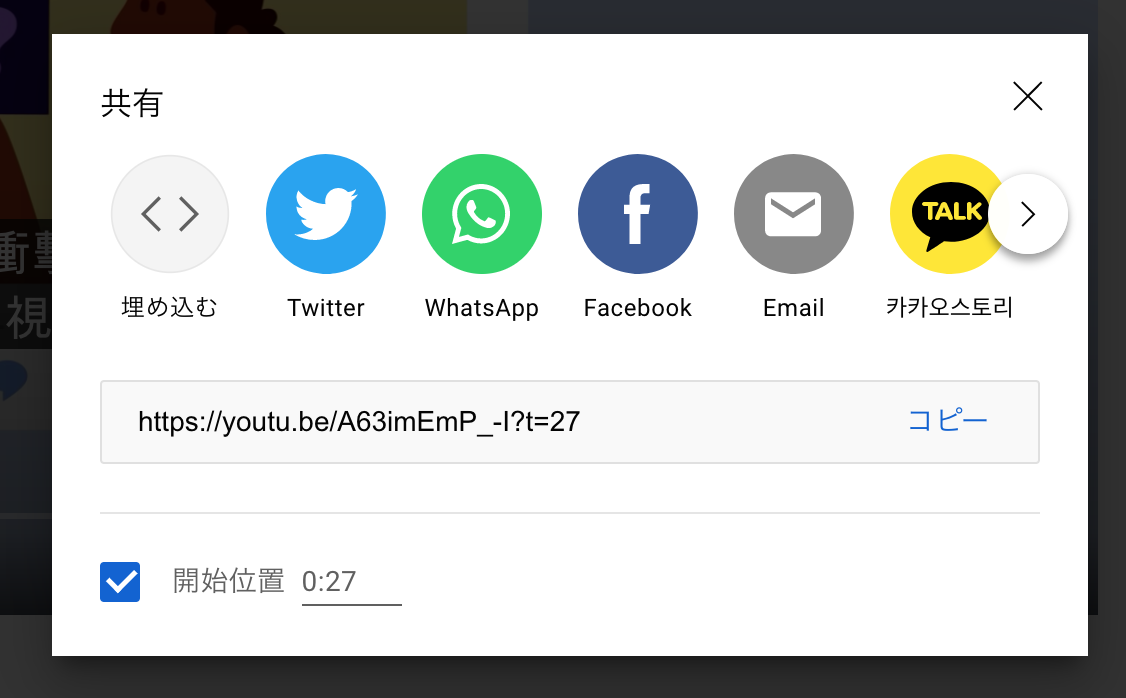 共有
TALK
埋め込む
Twitter
WhatsApp
Facebook
Email
카카오스토리
https://youtu.be/A63imEmP_-I?t=27
コピー
開始位置 0:27
衝
視